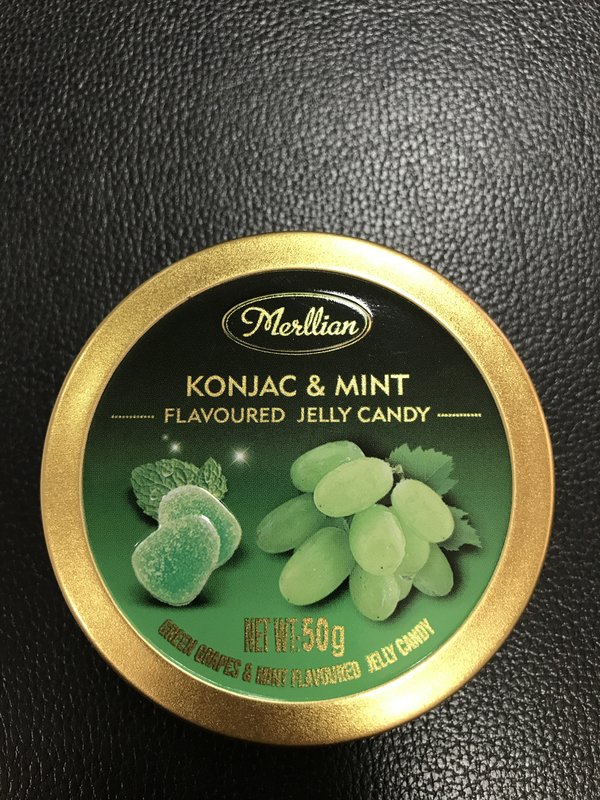 Merllian
KONJAC & MINT
FLAVOURED JELLY CANDY
NET WT: 50g
GREEN GRAPES & MINT FLAVOURED JELLY CANDY